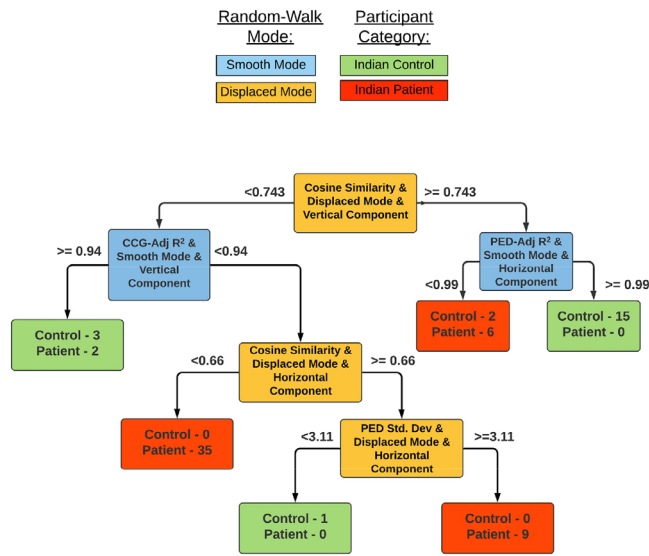 Random-Walk
Mode:
Participant
Category:
Smooth Mode
Indian Control
Displaced Mode
Indian Patient
<0.743
Cosine Similarity &
Displaced Mode &
Vertical Component
>= 0.743
>= 0.94
CCG-Adj R² &
Smooth Mode &
Vertical
Component
<0.94
PED-Adj R² &
Smooth Mode &
Horizontal
Component
<0.99
>= 0.99
Control - 3
Patient - 2
Control - 2
Patient - 6
Control - 15
Patient - 0
<0.66
Cosine Similarity &
Displaced Mode &
Horizontal
Component
>= 0.66
Control - 0
Patient - 35
<3.11
PED Std. Dev &
Displaced Mode &
Horizontal
Component
>=3.11
Control - 1
Patient - 0
Control - 0
Patient - 9